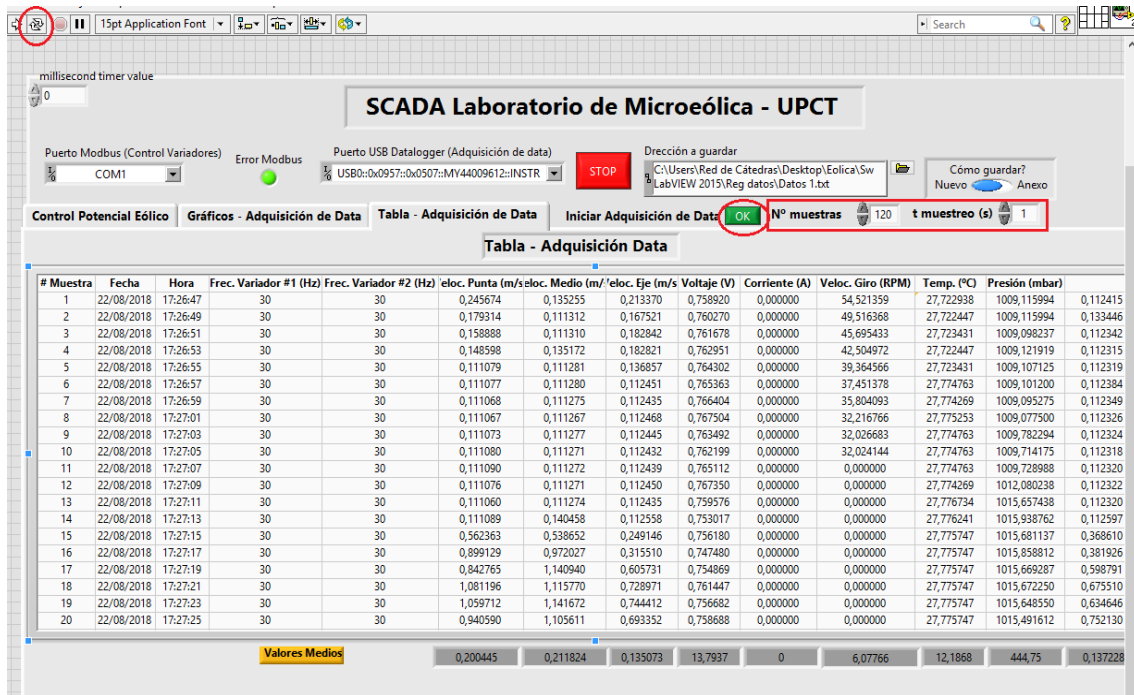 15pt Application Font
Search
millisecond timer value
0
SCADA Laboratorio de Microeólica - UPCT
Puerto Modbus (Control Variadores)
COM1
Error Modbus
Puerto USB Datalogger (Adquisición de data)
USB0::0x0957::0x0507::MY44009612::INSTR
STOP
Drección a guardar
C:\Users\Red de Cátedras\Desktop\Eolica\Sw
LabVIEW 2015\Reg datos\Datos 1.txt
Cómo guardar?
Nuevo Anexo
Control Potencial Eólico Gráficos - Adquisición de Data Tabla - Adquisición de Data Iniciar Adquisición de Data OK Nº muestras 120 t muestreo (s) 1
Tabla - Adquisición Data
# Muestra Fecha Hora Frec. Variador #1 (Hz) Frec. Variador #2 (Hz) eloc. Punta (m/s eloc. Medio (m/ eloc. Eje (m/s Voltaje (V) Corriente (A) Veloc. Giro (RPM) Temp. (ºC) Presión (mbar)
1 22/08/2018 17:26:47 30 30 0,245674 0,135255 0,213370 0,758920 0,000000 54,521359 27,722938 1009,115994 0,112415
2 22/08/2018 17:26:49 30 30 0,179314 0,111312 0,167521 0,760270 0,000000 49,516368 27,722447 1009,115994 0,133446
3 22/08/2018 17:26:51 30 30 0,158888 0,111310 0,182842 0,761678 0,000000 45,695433 27,723431 1009,098237 0,112342
4 22/08/2018 17:26:53 30 30 0,148598 0,135172 0,182821 0,762951 0,000000 42,504972 27,722447 1009,121919 0,112315
5 22/08/2018 17:26:55 30 30 0,111079 0,111281 0,136857 0,764302 0,000000 39,364566 27,723431 1009,107125 0,112319
6 22/08/2018 17:26:57 30 30 0,111077 0,111280 0,112451 0,765363 0,000000 37,451378 27,774763 1009,101200 0,112384
7 22/08/2018 17:26:59 30 30 0,111068 0,111275 0,112435 0,766404 0,000000 35,804093 27,774269 1009,095275 0,112349
8 22/08/2018 17:27:01 30 30 0,111067 0,111267 0,112468 0,767504 0,000000 32,216766 27,775253 1009,077500 0,112326
9 22/08/2018 17:27:03 30 30 0,111073 0,111277 0,112445 0,763492 0,000000 32,026683 27,774763 1009,782294 0,112324
10 22/08/2018 17:27:05 30 30 0,111080 0,111271 0,112432 0,762199 0,000000 32,024144 27,774763 1009,714175 0,112318
11 22/08/2018 17:27:07 30 30 0,111090 0,111272 0,112439 0,765112 0,000000 0,000000 27,774763 1009,728988 0,112320
12 22/08/2018 17:27:09 30 30 0,111076 0,111271 0,112450 0,767350 0,000000 0,000000 27,774269 1012,080238 0,112322
13 22/08/2018 17:27:11 30 30 0,111060 0,111274 0,112435 0,759576 0,000000 0,000000 27,776734 1015,657438 0,112320
14 22/08/2018 17:27:13 30 30 0,111089 0,140458 0,112558 0,753017 0,000000 0,000000 27,776241 1015,938762 0,112597
15 22/08/2018 17:27:15 30 30 0,562363 0,538652 0,249146 0,756180 0,000000 0,000000 27,775747 1015,681137 0,368610
16 22/08/2018 17:27:17 30 30 0,899129 0,972027 0,315510 0,747480 0,000000 0,000000 27,775747 1015,858812 0,381926
17 22/08/2018 17:27:19 30 30 0,842765 1,140940 0,605731 0,754869 0,000000 0,000000 27,775747 1015,669287 0,598791
18 22/08/2018 17:27:21 30 30 1,081196 1,115770 0,728971 0,761447 0,000000 0,000000 27,775747 1015,672250 0,675510
19 22/08/2018 17:27:23 30 30 1,059712 1,141672 0,744412 0,756682 0,000000 0,000000 27,775747 1015,648550 0,634646
20 22/08/2018 17:27:25 30 30 0,940590 1,105611 0,693352 0,758688 0,000000 0,000000 27,775747 1015,491612 0,752130
Valores Medios 0,200445 0,211824 0,135073 13,7937 0 6,07766 12,1868 444,75 0,137228